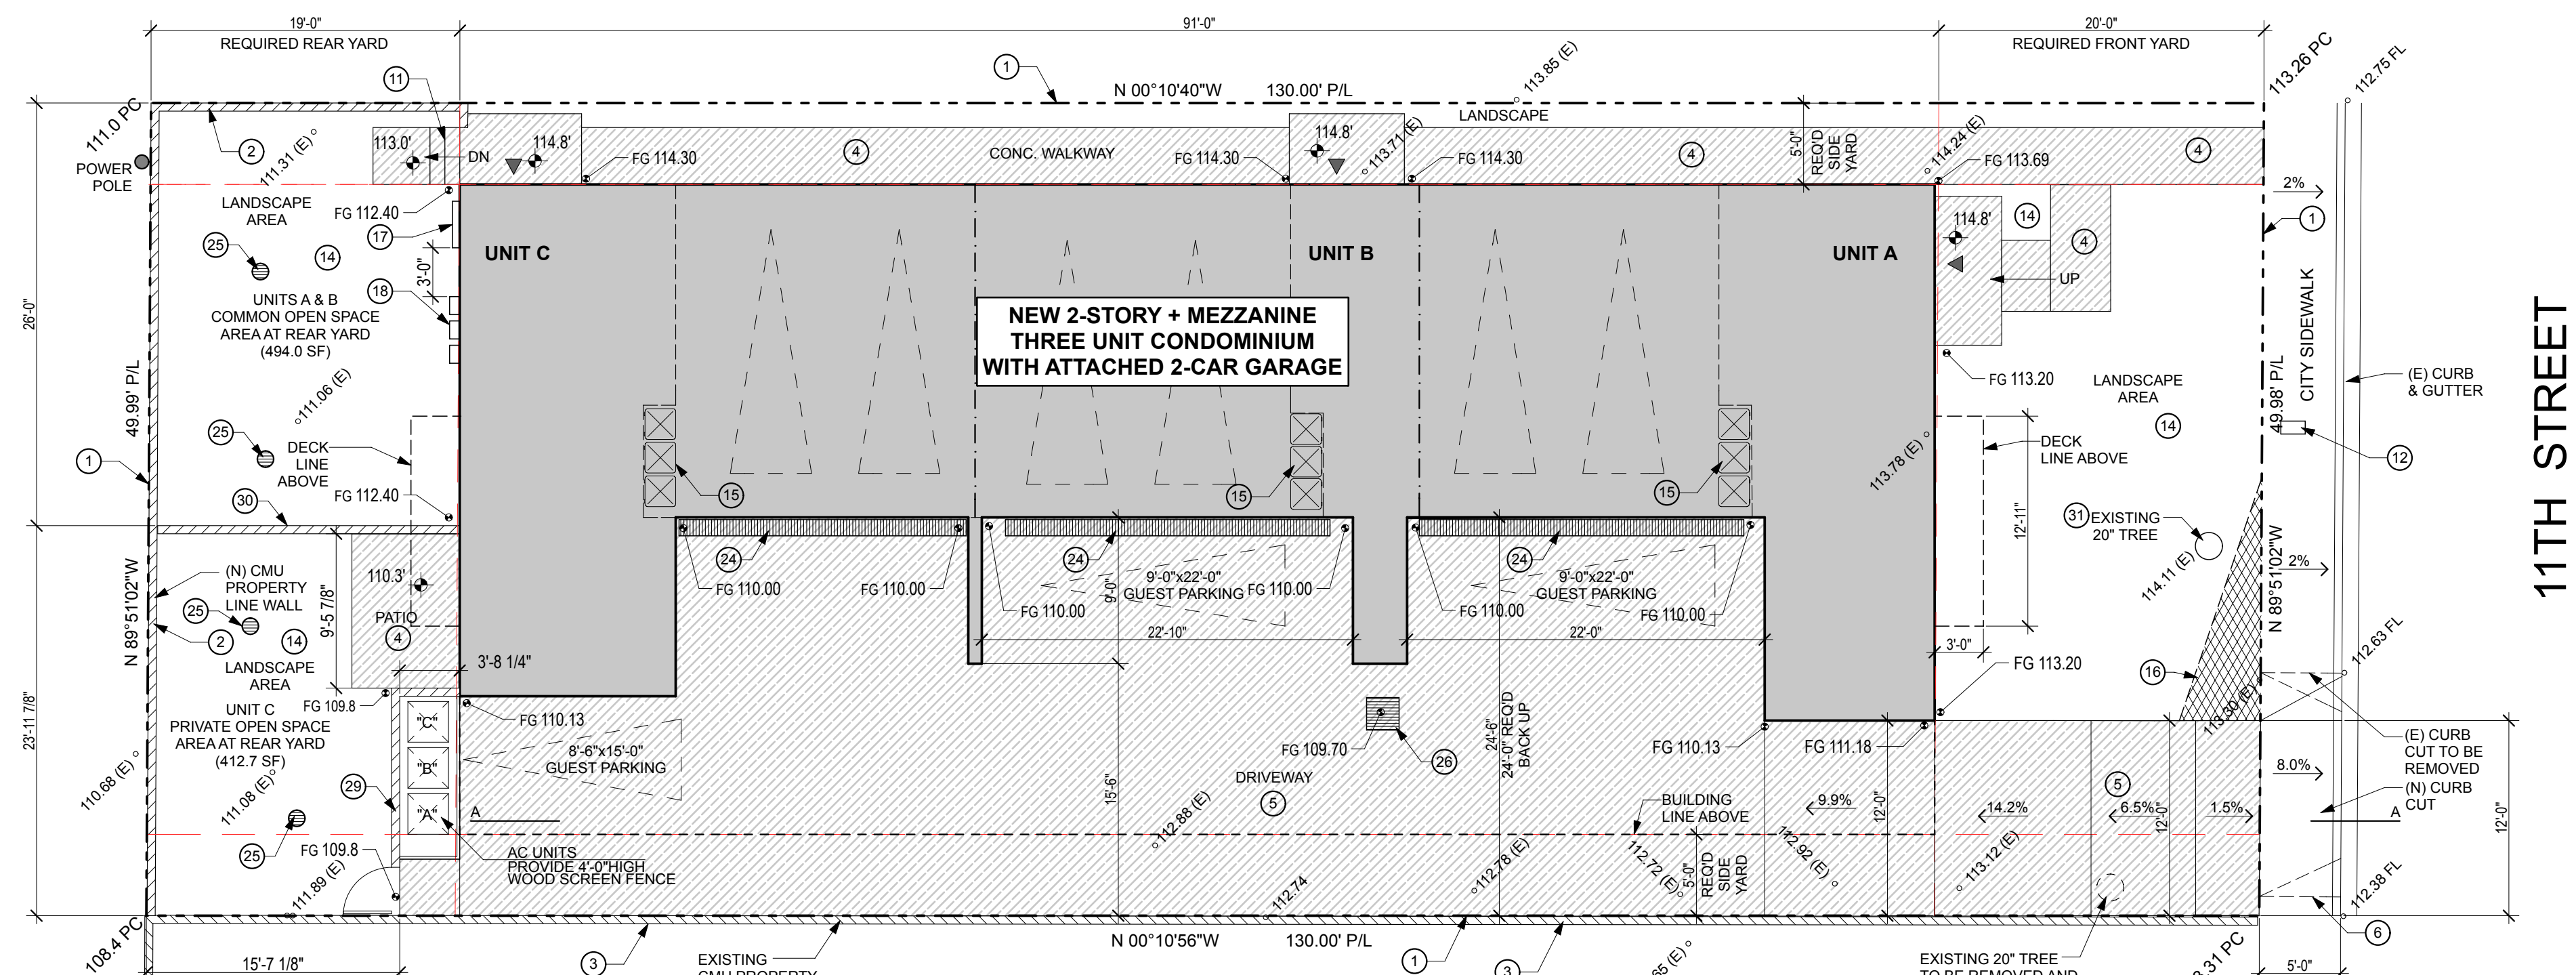 19'-0"
91'-0"
20'-0"
REQUIRED REAR YARD
REQUIRED FRONT YARD
11
1
N 00°10'40"W
130.00' P/L
113.85 (E)
113.26 PC
112.75 FL
111.0 PC
LANDSCAPE
POWER
POLE
2
111.31 (E)
113.0'
DN
114.8'
FG 114.30
4
CONC. WALKWAY
FG 114.30
114.8'
113.71 (E)
FG 114.30
4
5'-0"
REQ'D
SIDE
YARD
114.24 (E)
FG 113.69
4
2%
1
LANDSCAPE
AREA
FG 112.40
17
25
14
3'-0"
18
UNIT C
UNIT B
UNIT A
114.8'
14
4
UP
UNITS A & B
COMMON OPEN SPACE
AREA AT REAR YARD
(494.0 SF)
26'-0"
NEW 2-STORY + MEZZANINE
THREE UNIT CONDOMINIUM
WITH ATTACHED 2-CAR GARAGE
CITY SIDEWALK
11TH STREET
FG 113.20
LANDSCAPE
AREA
14
(E) CURB
& GUTTER
49.99' P/L
111.06 (E)
49.98' P/L
12
25
DECK
LINE
ABOVE
1
FG 112.40
30
15
15
15
113.78 (E)
DECK
LINE ABOVE
12'-11"
31
EXISTING
20" TREE
114.11 (E)
N 89°51'02"W
2%
24
24
24
(N) CMU
PROPERTY
LINE WALL
N 89°51'02"W
25
2
14
9'-5 7/8"
110.3'
PATIO
4
FG 110.00
FG 110.00
9'-0"x22'-0"
GUEST PARKING
9'-0"
FG 110.00
FG 110.00
9'-0"x22'-0"
GUEST PARKING
FG 110.00
FG 110.00
22'-10"
22'-0"
3'-0"
3'-8 1/4"
LANDSCAPE
AREA
FG 113.20
16
112.63 FL
113.30 (E)
23'-11 7/8"
UNIT C
PRIVATE OPEN SPACE
AREA AT REAR YARD
(412.7 SF)
FG 109.8
"C"
"B"
"A"
FG 110.13
8'-6"x15'-0"
GUEST PARKING
FG 109.70
26
24'-6"
24'-0" REQ'D
BACK UP
FG 110.13
FG 111.18
(E) CURB
CUT TO BE
REMOVED
(N) CURB
CUT
8.0%
110.68 (E)
111.08 (E)
29
A
DRIVEWAY
5
15'-6"
112.88 (E)
BUILDING
LINE ABOVE
9.9%
12'-0"
14.2%
6.5%
5
12'-0"
1.5%
A
12'-0"
25
FG 109.8
AC UNITS
PROVIDE 4'-0"HIGH
WOOD SCREEN FENCE
111.89 (E)
112.74
112.78 (E)
112.72 (E)
5'-0"
REQ'D
SIDE
YARD
112.92 (E)
113.12 (E)
112.38 FL
108.4 PC
15'-7 1/8"
3
EXISTING
N 00°10'56"W
130.00' P/L
1
3
EXISTING 20" TREE
TO BE REMOVED AND
6
5'-0"